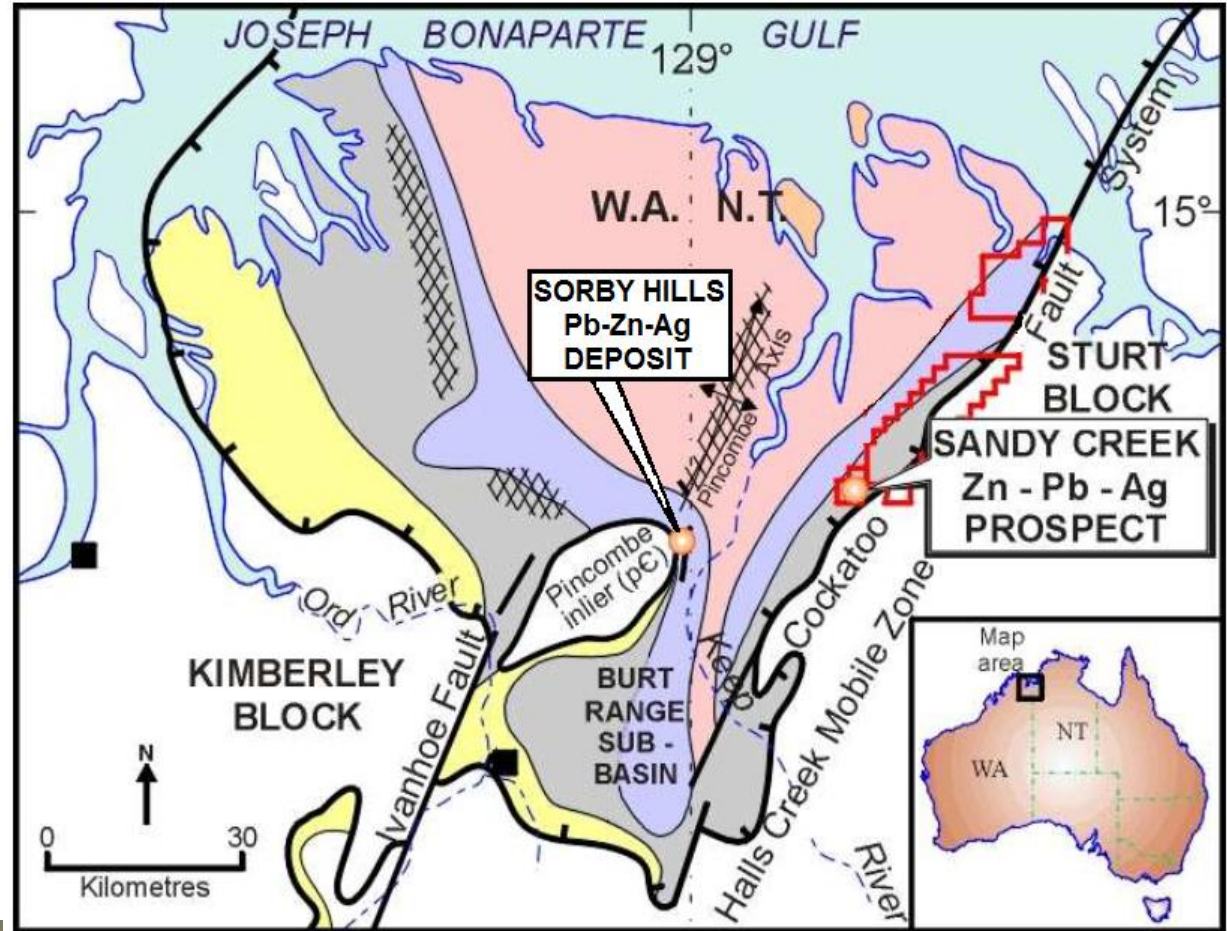 JOSEPH BONAPARTE GULF
129°
System
W.A. N.T.
15°
SORBY HILLS
Pb-Zn-Ag
DEPOSIT
Fault
Pincombe Axis
STURT
BLOCK
SANDY CREEK
Zn - Pb - Ag
PROSPECT
Pincombe
inlier (p€)
Cockatoo
Ord River
Halls Creek Mobile Zone
KIMBERLEY
BLOCK
Ivanhoe Fault
BURT
RANGE
SUB -
BASIN
Keep
River
N
0 30
Kilometres
Map
area
NT
WA